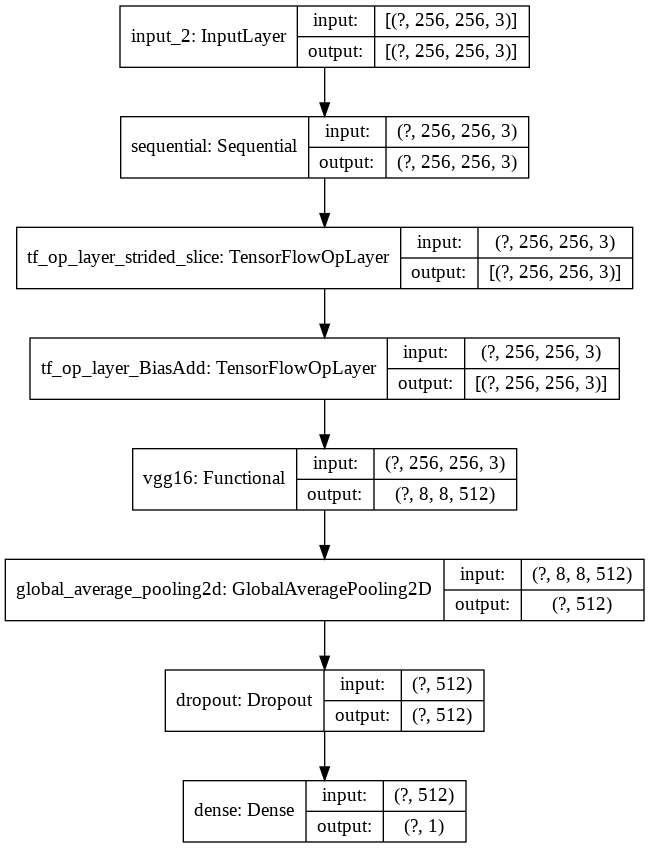 input_2: InputLayer
input: [(?, 256, 256, 3)]
output: [(?, 256, 256, 3)]
sequential: Sequential
input: (?, 256, 256, 3)
output: (?, 256, 256, 3)
tf_op_layer_strided_slice: TensorFlowOpLayer
input: (?, 256, 256, 3)
output: [(?, 256, 256, 3)]
tf_op_layer_BiasAdd: TensorFlowOpLayer
input: (?, 256, 256, 3)
output: [(?, 256, 256, 3)]
vgg16: Functional
input: (?, 256, 256, 3)
output: (?, 8, 8, 512)
global_average_pooling2d: GlobalAveragePooling2D
input: (?, 8, 8, 512)
output: (?, 512)
dropout: Dropout
input: (?, 512)
output: (?, 512)
dense: Dense
input: (?, 512)
output: (?, 1)